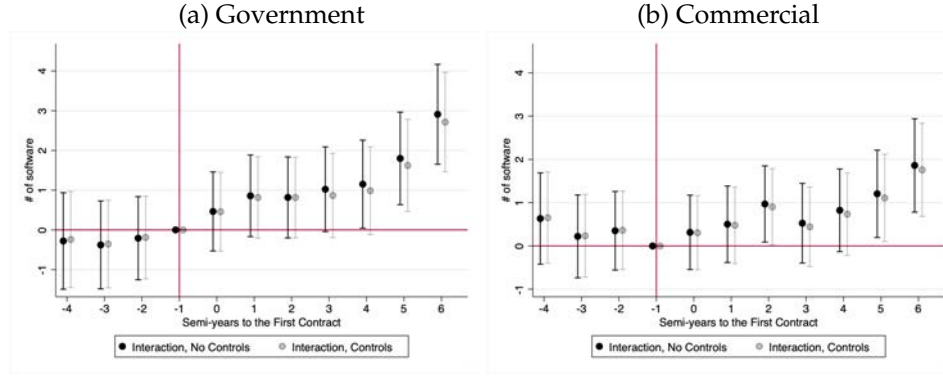 (a) Government
(b) Commercial
# of software
4
3
2
1
0
-1
-4 -3 -2 -1 0 1 2 3 4 5 6
Semi-years to the First Contract
Interaction, No Controls Interaction, Controls
# of software
4
3
2
1
0
-1
-4 -3 -2 -1 0 1 2 3 4 5 6
Semi-years to the First Contract
Interaction, No Controls Interaction, Controls